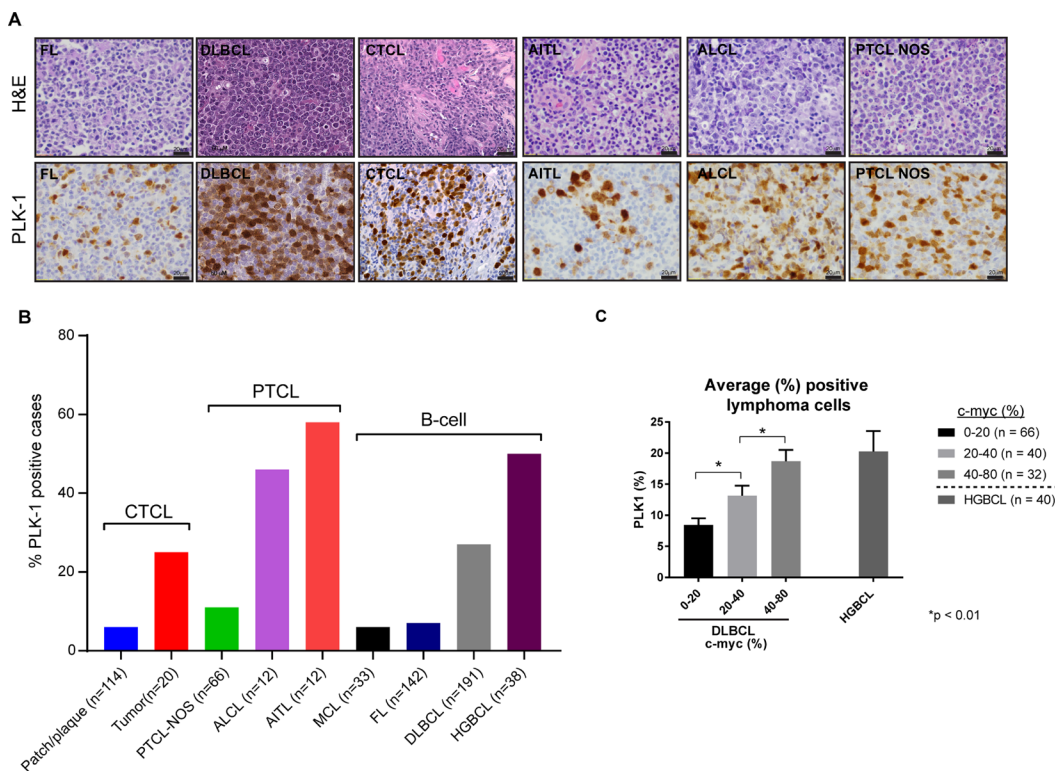 A
H&E
FL
DLBCL
CTCL
AITL
ALCL
PTCL NOS
PLK-1
FL
DLBCL
CTCL
AITL
ALCL
PTCL NOS
20µm
20µm
20µm
B
% PLK-1 positive cases
80
60
40
20
0
CTCL
PTCL
B-cell
Patch/plaque (n=114)
Tumor(n=20)
PTCL-NOS (n=66)
ALCL (n=12)
AITL (n=12)
MCL (n=33)
FL (n=142)
DLBCL (n=191)
HGBCL (n=38)
C
Average (%) positive
lymphoma cells
PLK1 (%)
25
20
15
10
5
0
*
*
0-20
20-40
40-80
HGBCL
DLBCL
c-myc (%)
c-myc (%)
0-20 (n = 66)
20-40 (n = 40)
40-80 (n = 32)
HGBCL (n = 40)
*p < 0.01